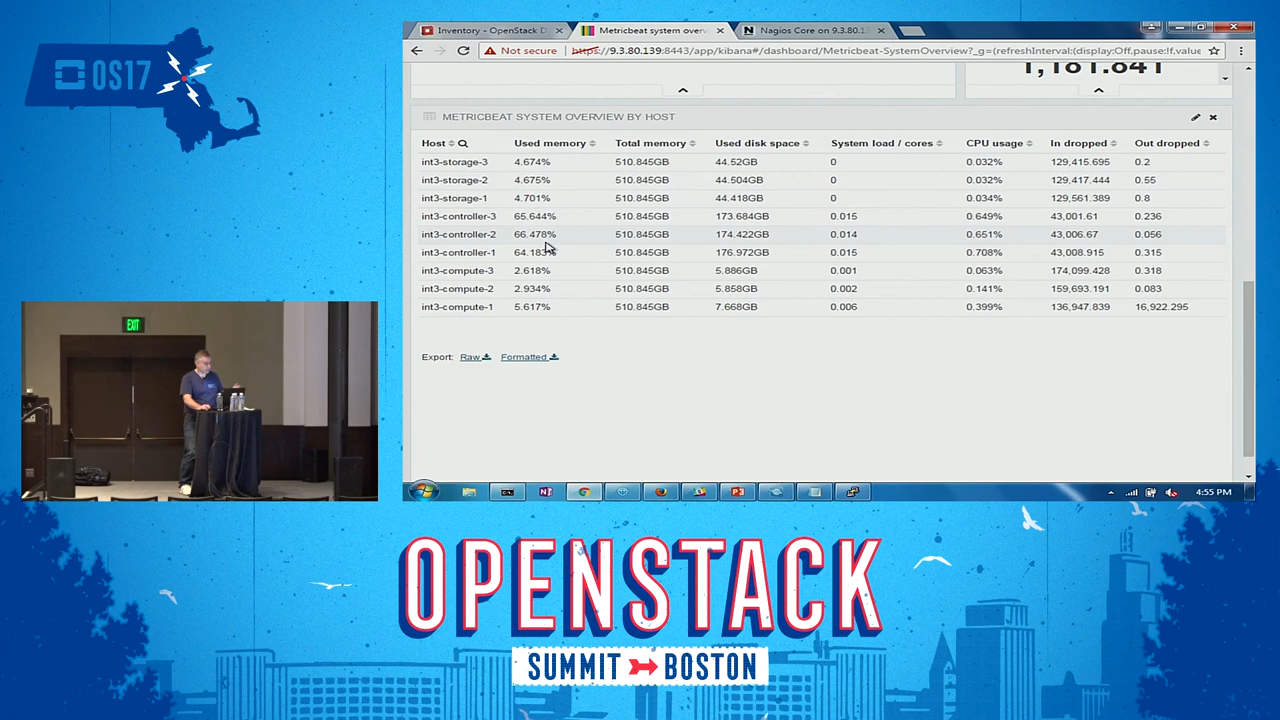 OS17
Inventory - OpenStack D
Metricbeat system over
Nagios Core on 9.3.80.13
Not secure https://9.3.80.139:8443/app/kibana#/dashboard/Metricbeat-SystemOverview?_g=(refreshInterval:(display:Off,pause:!f,value
1,181.841
METRICBEAT SYSTEM OVERVIEW BY HOST
Host Used memory Total memory Used disk space System load / cores CPU usage In dropped Out dropped
int3-storage-3 4.674% 510.845GB 44.52GB 0 0.032% 129,415.695 0.2
int3-storage-2 4.675% 510.845GB 44.504GB 0 0.032% 129,417.444 0.55
int3-storage-1 4.701% 510.845GB 44.418GB 0 0.034% 129,561.389 0.8
int3-controller-3 65.644% 510.845GB 173.684GB 0.015 0.649% 43,001.61 0.236
int3-controller-2 66.478% 510.845GB 174.422GB 0.014 0.651% 43,006.67 0.056
int3-controller-1 64.183% 510.845GB 176.972GB 0.015 0.708% 43,008.915 0.315
int3-compute-3 2.618% 510.845GB 5.886GB 0.001 0.063% 174,099.428 0.318
int3-compute-2 2.934% 510.845GB 5.858GB 0.002 0.141% 159,693.191 0.083
int3-compute-1 5.617% 510.845GB 7.668GB 0.006 0.399% 136,947.839 16,922.295
Export: Raw Formatted
4:55 PM
EXIT
OPENSTACK
SUMMIT BOSTON